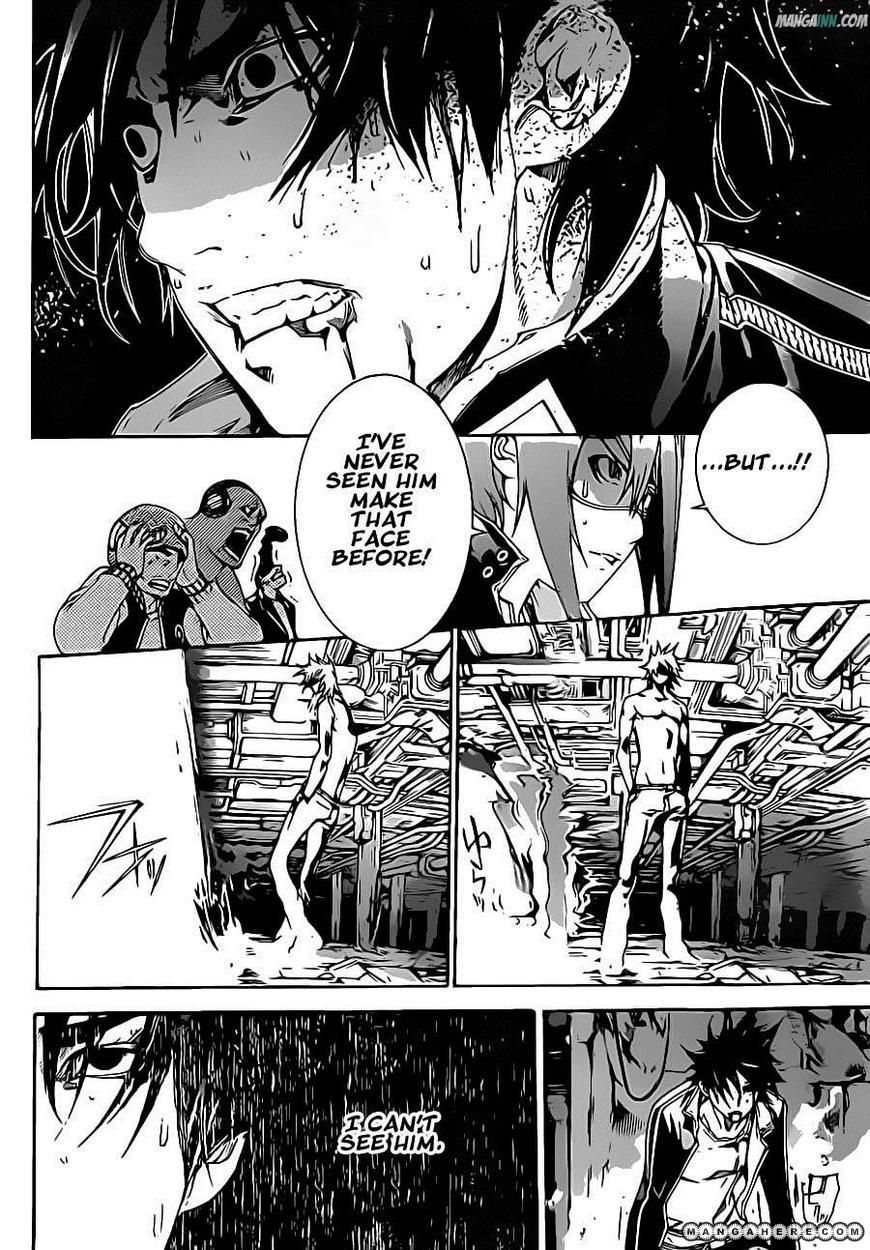 MANGAINN.COM
...BUT...!!
I'VE
NEVER
SEEN HIM
MAKE
THAT
FACE
BEFORE!
ゆら
フイッ
I CAN'T
SEE HIM.
MANGAHERE.COM